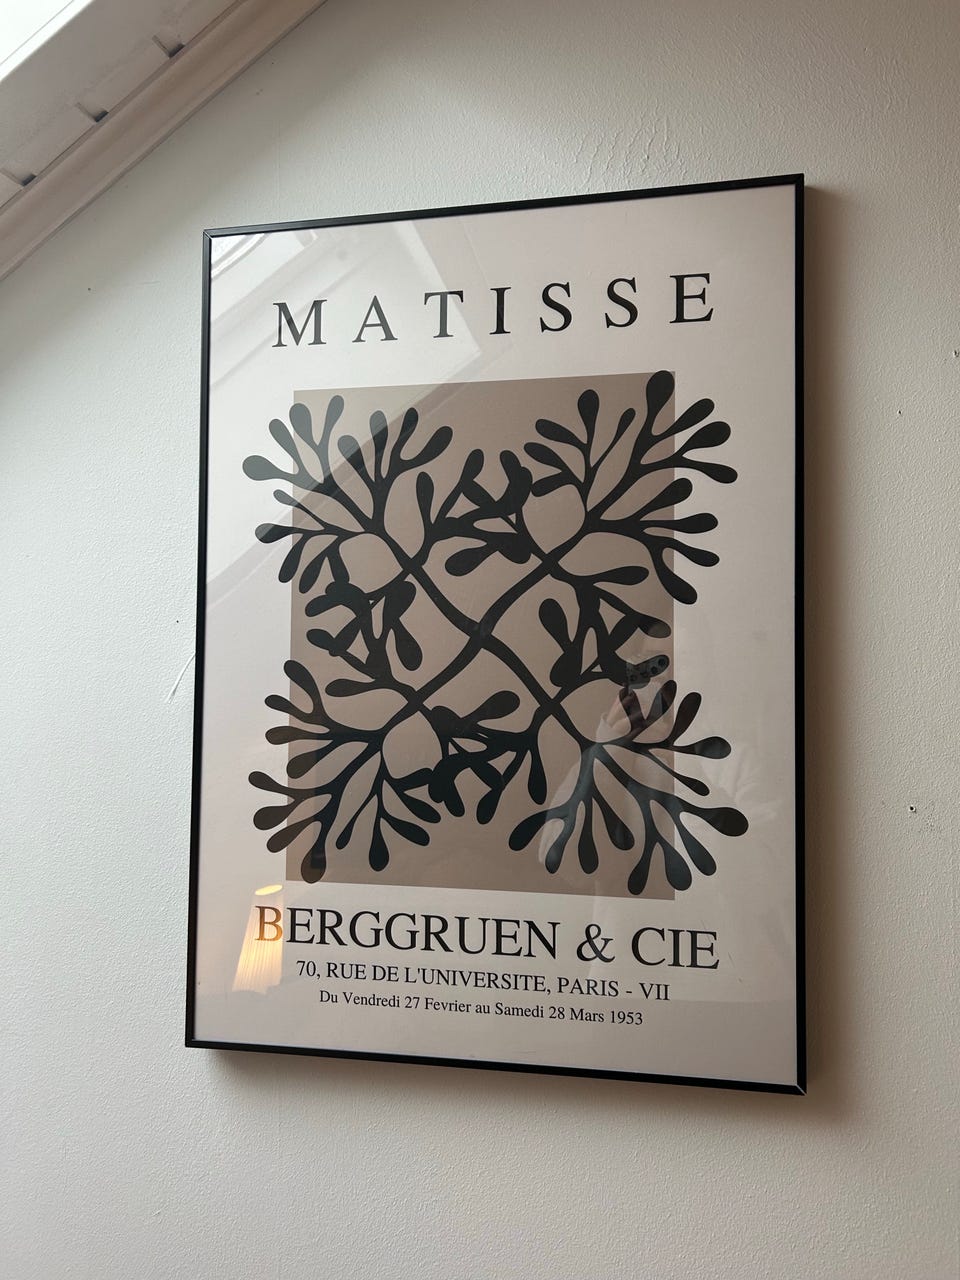 MATISSE
BERGGRUEN & CIE
70, RUE DE L'UNIVERSITE, PARIS - VII
Du Vendredi 27 Fevrier au Samedi 28 Mars 1953